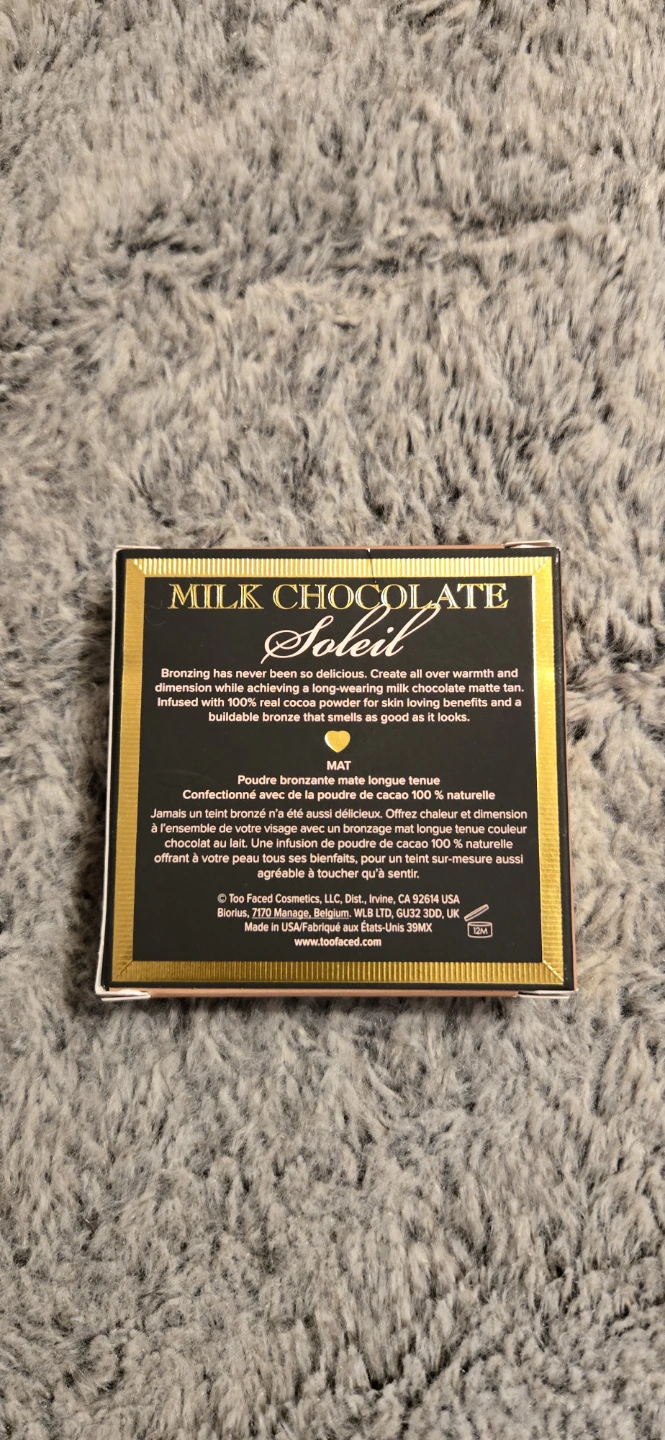 MILK CHOCOLATE
Soleil
Bronzing has never been so delicious. Create all over warmth and
dimension while achieving a long-wearing milk chocolate matte tan.
Infused with 100% real cocoa powder for skin loving benefits and a
buildable bronze that smells as good as it looks.
MAT
Poudre bronzante mate longue tenue
Confectionné avec de la poudre de cacao 100 % naturelle
Jamais un teint bronzé n'a été aussi délicieux. Offrez chaleur et dimension
à l'ensemble de votre visage avec un bronzage mat longue tenue couleur
chocolat au lait. Une infusion de poudre de cacao 100 % naturelle
offrant à votre peau tous ses bienfaits, pour un teint sur-mesure aussi
agréable à toucher qu'à sentir.
© Too Faced Cosmetics, LLC, Dist., Irvine, CA 92614 USA
Biorius, 7170 Manage, Belgium. WLB LTD, GU32 3DD, UK
Made in USA/Fabriqué aux États-Unis 39MX
www.toofaced.com
12M